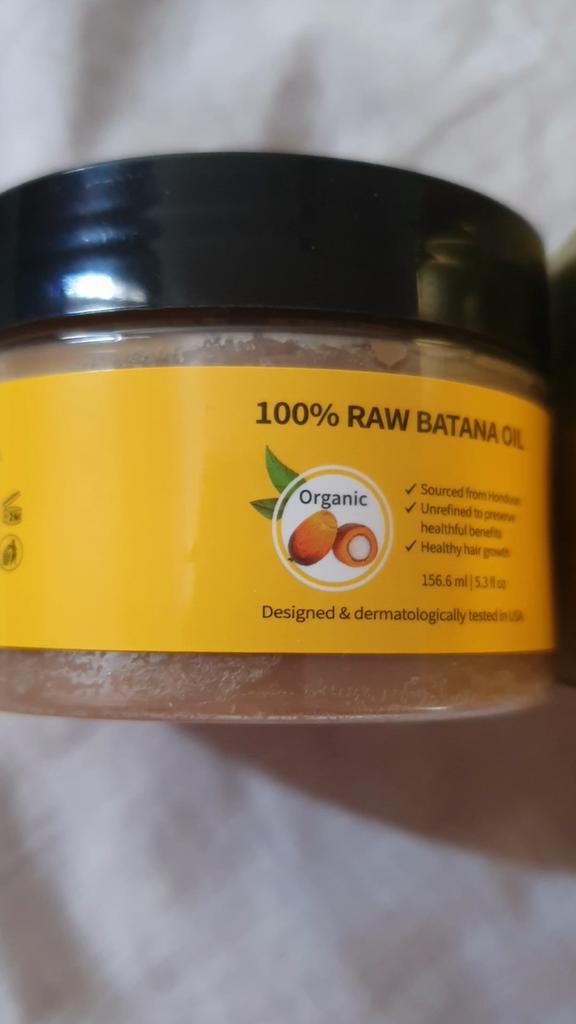 100% RAW BATANA OIL
Organic
✓ Sourced from Honduras
✓ Unrefined to preserve
healthful benefits
✓ Healthy hair growth
156.6 ml | 5.3 fl oz
Designed & dermatologically tested in USA